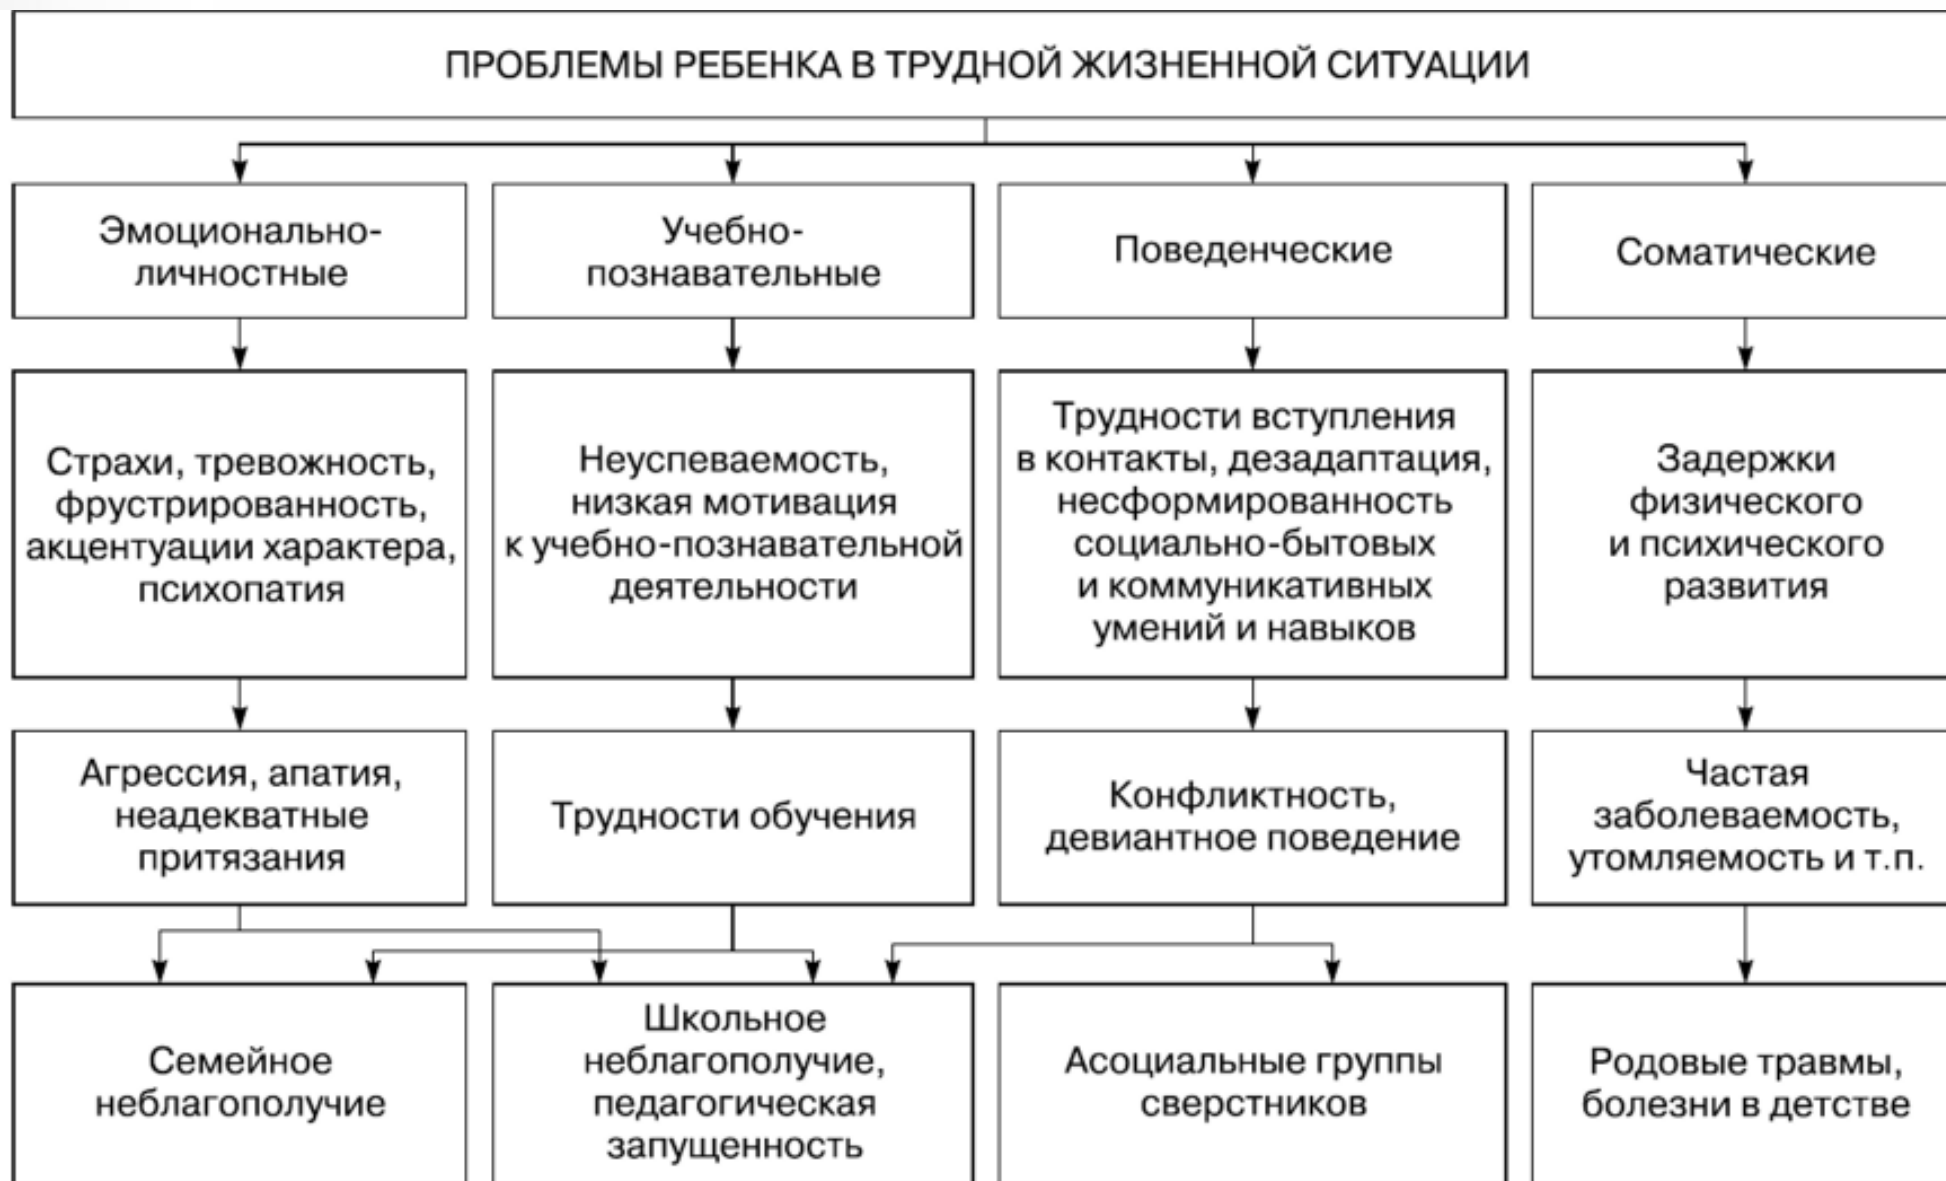 ПРОБЛЕМЫ РЕБЕНКА В ТРУДНОЙ ЖИЗНЕННОЙ СИТУАЦИИ
Эмоционально-
личностные
Учебно-
познавательные
Поведенческие
Соматические
Страхи, тревожность,
фрустрированность,
акцентуации характера,
психопатия
Неуспеваемость,
низкая мотивация
к учебно-познавательной
деятельности
Трудности вступления
в контакты, дезадаптация,
несформированность
социально-бытовых
и коммуникативных
умений и навыков
Задержки
физического
и психического
развития
Агрессия, апатия,
неадекватные
притязания
Трудности обучения
Конфликтность,
девиантное поведение
Частая
заболеваемость,
утомляемость и т.п.
Семейное
неблагополучие
Школьное
неблагополучие,
педагогическая
запущенность
Асоциальные группы
сверстников
Родовые травмы,
болезни в детстве